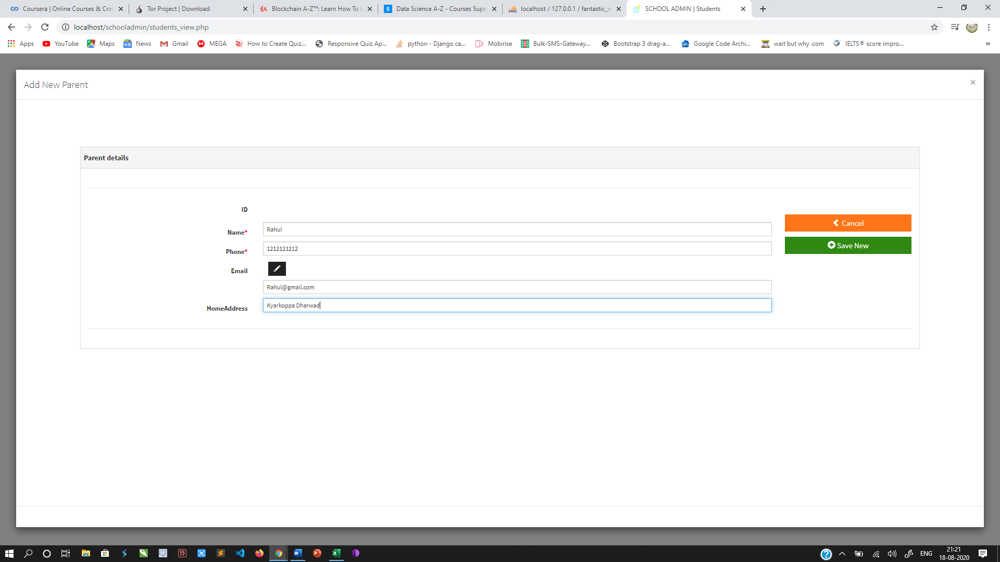 Coursera | Online Courses & Cre
Tor Project | Download
Blockchain A-Z™: Learn How To
Data Science A-Z - Courses Supe
localhost / 127.0.0.1 / fantastic_s
SCHOOL ADMIN | Students
localhost/schooladmin/students_view.php
Apps
YouTube
Maps
News
Gmail
MEGA
How to Create Quiz...
Responsive Quiz Ap...
python - Django ca...
Mobirise
Bulk-SMS-Gateway...
Bootstrap 3 drag-a...
Google Code Archi...
wait but why .com
IELTS® score impro...
Add New Parent
Parent details
ID
Name* Rahul
Phone* 1212121212
Email
Rahul@gmail.com
HomeAddress Kyarkoppa Dharwad
Cancel
Save New
ENG
21:21
18-08-2020